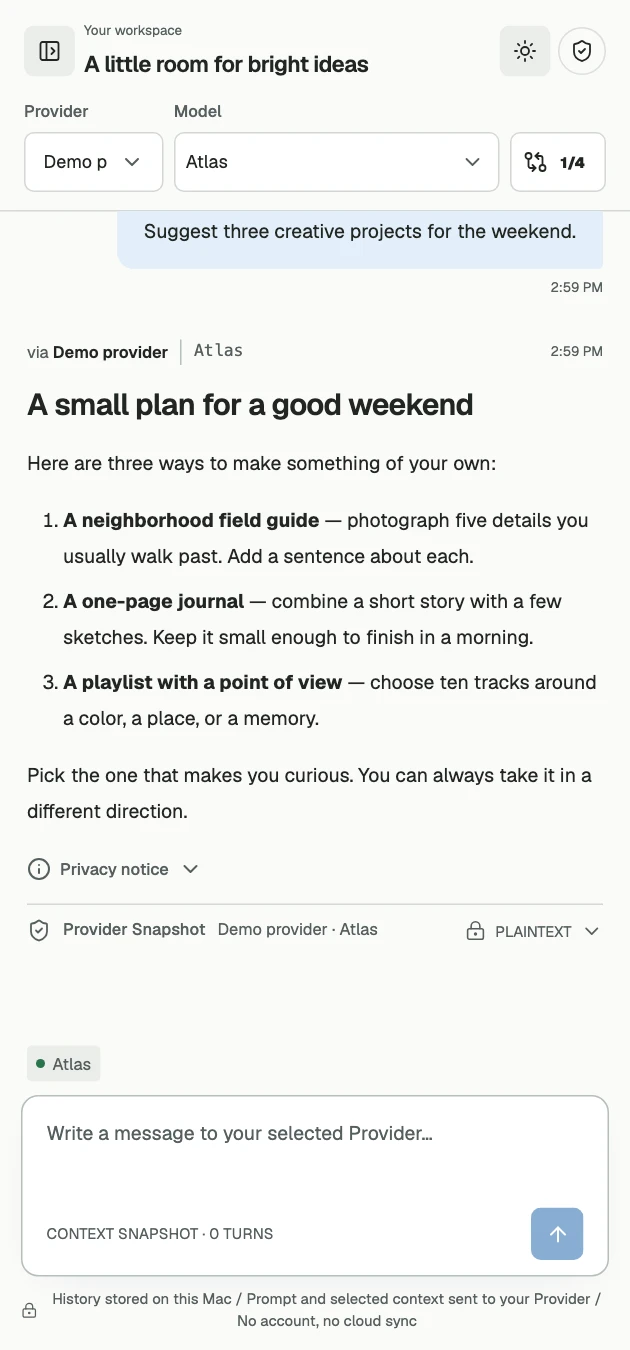 Your workspace
A little room for bright ideas
Provider
Model
Demo p
Atlas
1/4
Suggest three creative projects for the weekend.
2:59 PM
via Demo provider
Atlas
2:59 PM
A small plan for a good weekend
Here are three ways to make something of your own:
1. A neighborhood field guide — photograph five details you
usually walk past. Add a sentence about each.
2. A one-page journal — combine a short story with a few
sketches. Keep it small enough to finish in a morning.
3. A playlist with a point of view — choose ten tracks around
a color, a place, or a memory.
Pick the one that makes you curious. You can always take it in a
different direction.
Privacy notice
Provider Snapshot Demo provider · Atlas
PLAINTEXT
Atlas
Write a message to your selected Provider...
CONTEXT SNAPSHOT · 0 TURNS
History stored on this Mac / Prompt and selected context sent to your Provider /
No account, no cloud sync